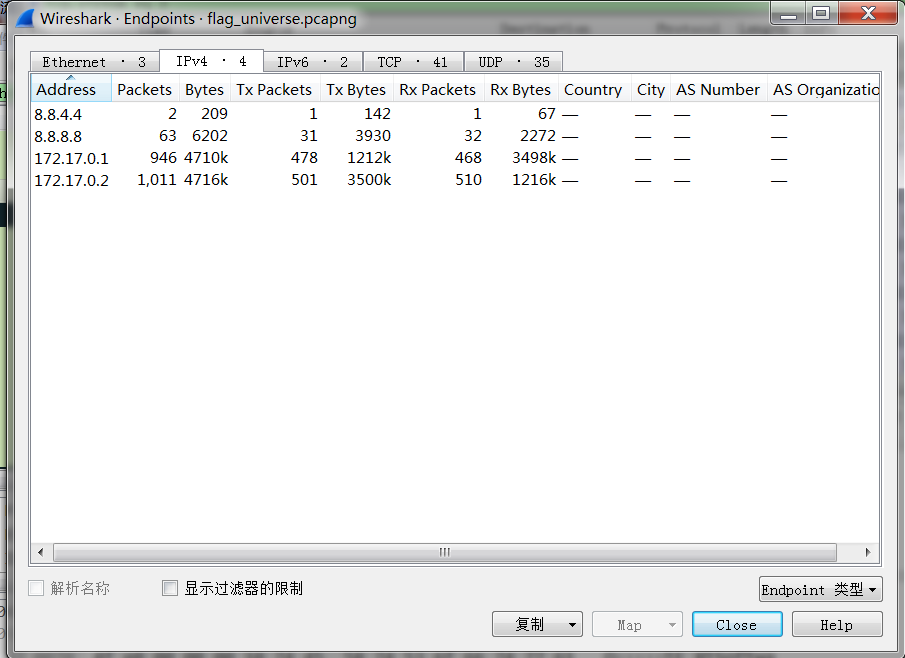 Wireshark · Endpoints · flag_universe.pcapng
Ethernet · 3 IPv4 · 4 IPv6 · 2 TCP · 41 UDP · 35
Address Packets Bytes Tx Packets Tx Bytes Rx Packets Rx Bytes Country City AS Number AS Organizatio
8.8.4.4 2 209 1 142 1 67 — — — —
8.8.8.8 63 6202 31 3930 32 2272 — — — —
172.17.0.1 946 4710k 478 1212k 468 3498k — — — —
172.17.0.2 1,011 4716k 501 3500k 510 1216k — — — —
解析名称 显示过滤器的限制 Endpoint 类型
复制 Map Close Help